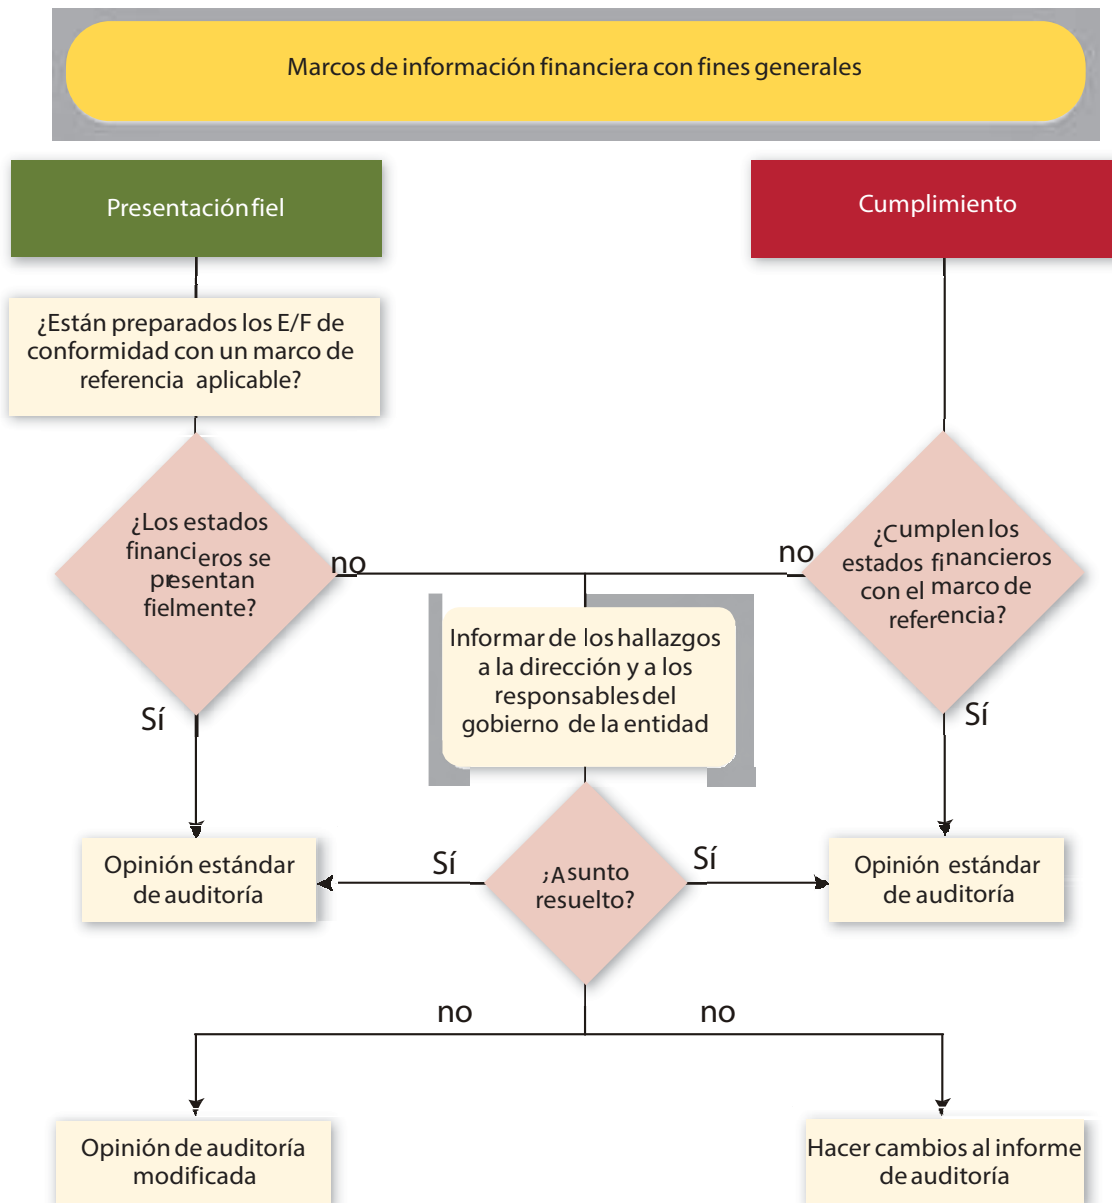 Marcos de información financiera con fines generales
Presentación fiel
Cumplimiento
¿Están preparados los E/F de
conformidad con un marco de
referencia aplicable?
¿Los estados
financieros se
presentan
fielmente?
no
no
¿Cumplen los
estados financieros
con el marco de
referencia?
Informar de los hallazgos
a la dirección y a los
responsables del
gobierno de la entidad
Sí
Sí
Opinión estándar
de auditoría
Sí
¿Asunto
resuelto?
Sí
Opinión estándar
de auditoría
no
no
Opinión de auditoría
modificada
Hacer cambios al informe
de auditoría